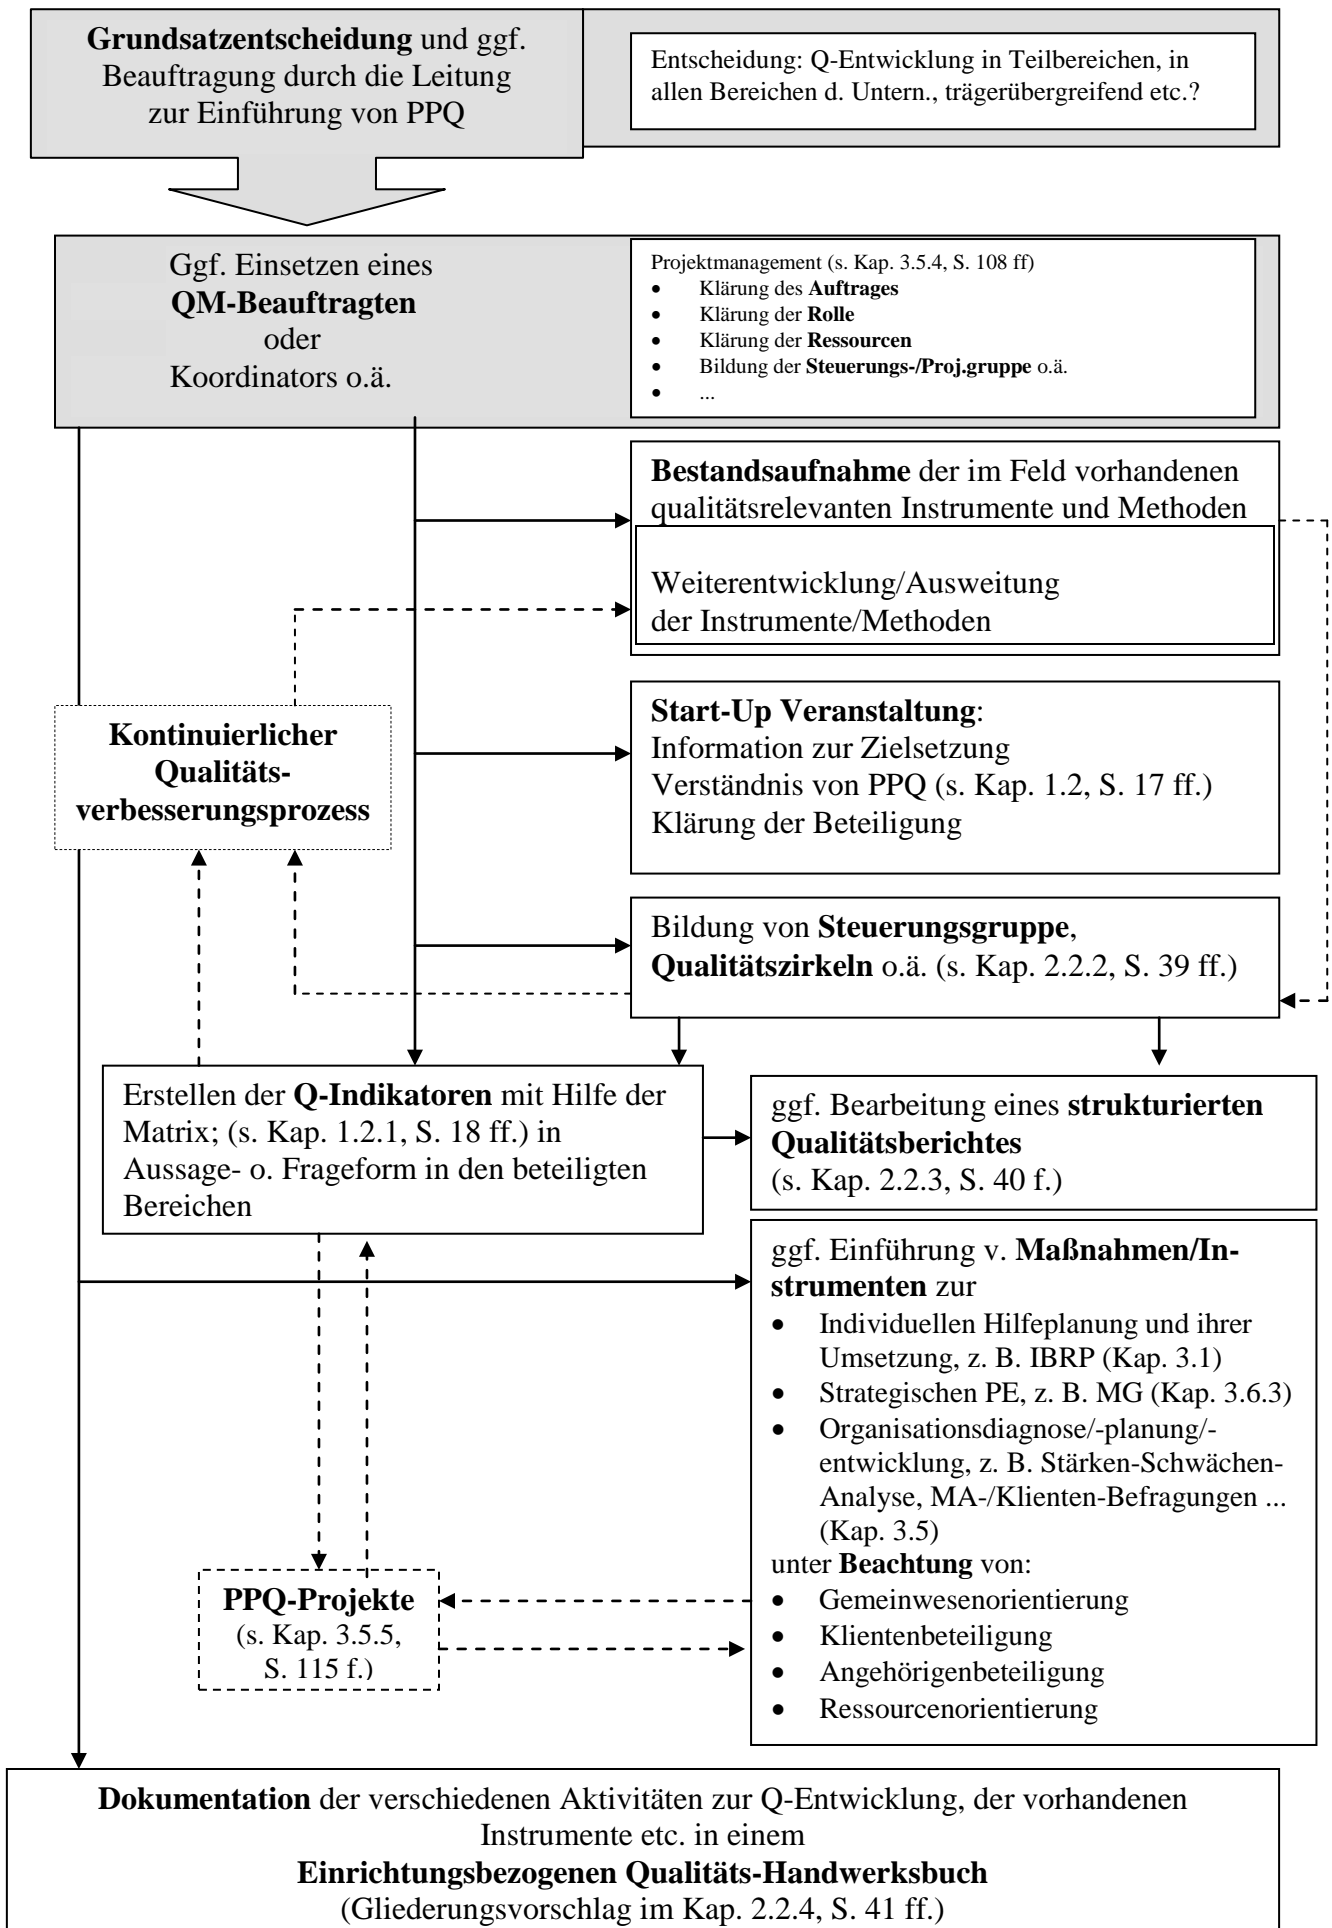 Grundsatzentscheidung und ggf.
Beauftragung durch die Leitung
zur Einführung von PPQ
Entscheidung: Q-Entwicklung in Teilbereichen, in
allen Bereichen d. Untern., trägerübergreifend etc.?
Ggf. Einsetzen eines
QM-Beauftragten
oder
Koordinators o.ä.
Projektmanagement (s. Kap. 3.5.4, S. 108 ff)
• Klärung des Auftrages
• Klärung der Rolle
• Klärung der Ressourcen
• Bildung der Steuerungs-/Proj.gruppe o.ä.
• ...
Bestandsaufnahme der im Feld vorhandenen
qualitätsrelevanten Instrumente und Methoden
Weiterentwicklung/Ausweitung
der Instrumente/Methoden
Kontinuierlicher
Qualitäts-
verbesserungsprozess
Start-Up Veranstaltung:
Information zur Zielsetzung
Verständnis von PPQ (s. Kap. 1.2, S. 17 ff.)
Klärung der Beteiligung
Bildung von Steuerungsgruppe,
Qualitätszirkeln o.ä. (s. Kap. 2.2.2, S. 39 ff.)
Erstellen der Q-Indikatoren mit Hilfe der
Matrix; (s. Kap. 1.2.1, S. 18 ff.) in
Aussage- o. Frageform in den beteiligten
Bereichen
ggf. Bearbeitung eines strukturierten
Qualitätsberichtes
(s. Kap. 2.2.3, S. 40 f.)
ggf. Einführung v. Maßnahmen/In-
strumenten zur
• Individuellen Hilfeplanung und ihrer
Umsetzung, z. B. IBRP (Kap. 3.1)
• Strategischen PE, z. B. MG (Kap. 3.6.3)
• Organisationsdiagnose/-planung/-
entwicklung, z. B. Stärken-Schwächen-
Analyse, MA-/Klienten-Befragungen ...
(Kap. 3.5)
unter Beachtung von:
• Gemeinwesenorientierung
• Klientenbeteiligung
• Angehörigenbeteiligung
• Ressourcenorientierung
PPQ-Projekte
(s. Kap. 3.5.5,
S. 115 f.)
Dokumentation der verschiedenen Aktivitäten zur Q-Entwicklung, der vorhandenen
Instrumente etc. in einem
Einrichtungsbezogenen Qualitäts-Handwerksbuch
(Gliederungsvorschlag im Kap. 2.2.4, S. 41 ff.)